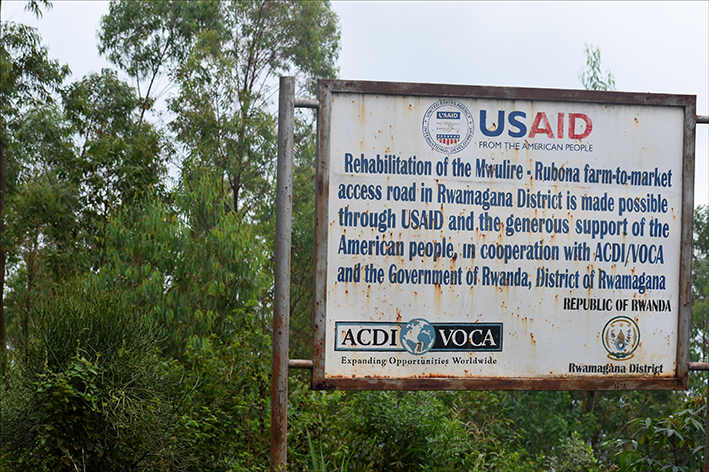 USAID
USAID
FROM THE AMERICAN PEOPLE
Rehabilitation of the Mwulire - Rubona farm-to-market
access road in Rwamagana District is made possible
through USAID and the generous support of the
American people, in cooperation with ACDI/VOCA
and the Government of Rwanda, District of Rwamagana
REPUBLIC OF RWANDA
ACDI VOCA
Expanding Opportunities Worldwide
Rwamagana District